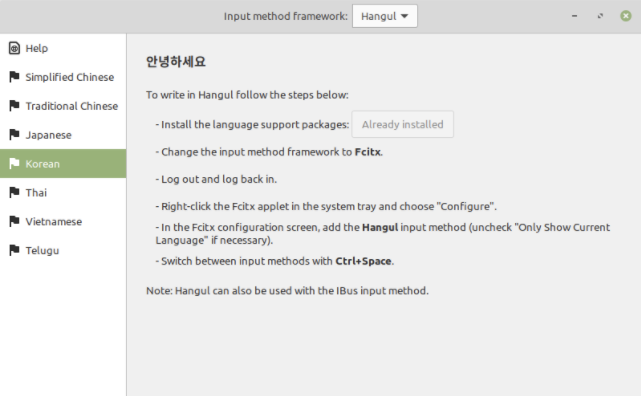 Input method framework: Hangul
Help
Simplified Chinese
Traditional Chinese
Japanese
Korean
Thai
Vietnamese
Telugu
안녕하세요
To write in Hangul follow the steps below:
- Install the language support packages: Already installed
- Change the input method framework to Fcitx.
- Log out and log back in.
- Right-click the Fcitx applet in the system tray and choose "Configure".
- In the Fcitx configuration screen, add the Hangul input method (uncheck "Only Show Current
Language" if necessary).
- Switch between input methods with Ctrl+Space.
Note: Hangul can also be used with the IBus input method.